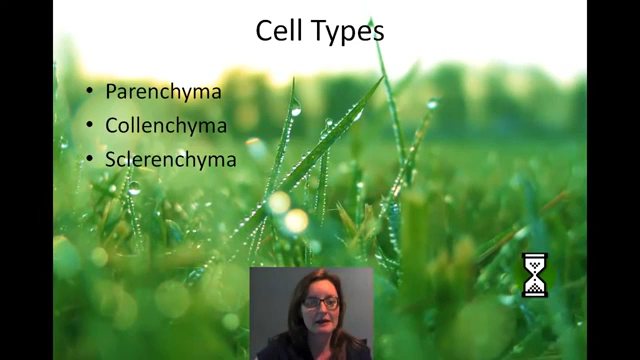 Cell Types
• Parenchyma
• Collenchyma
• Sclerenchyma